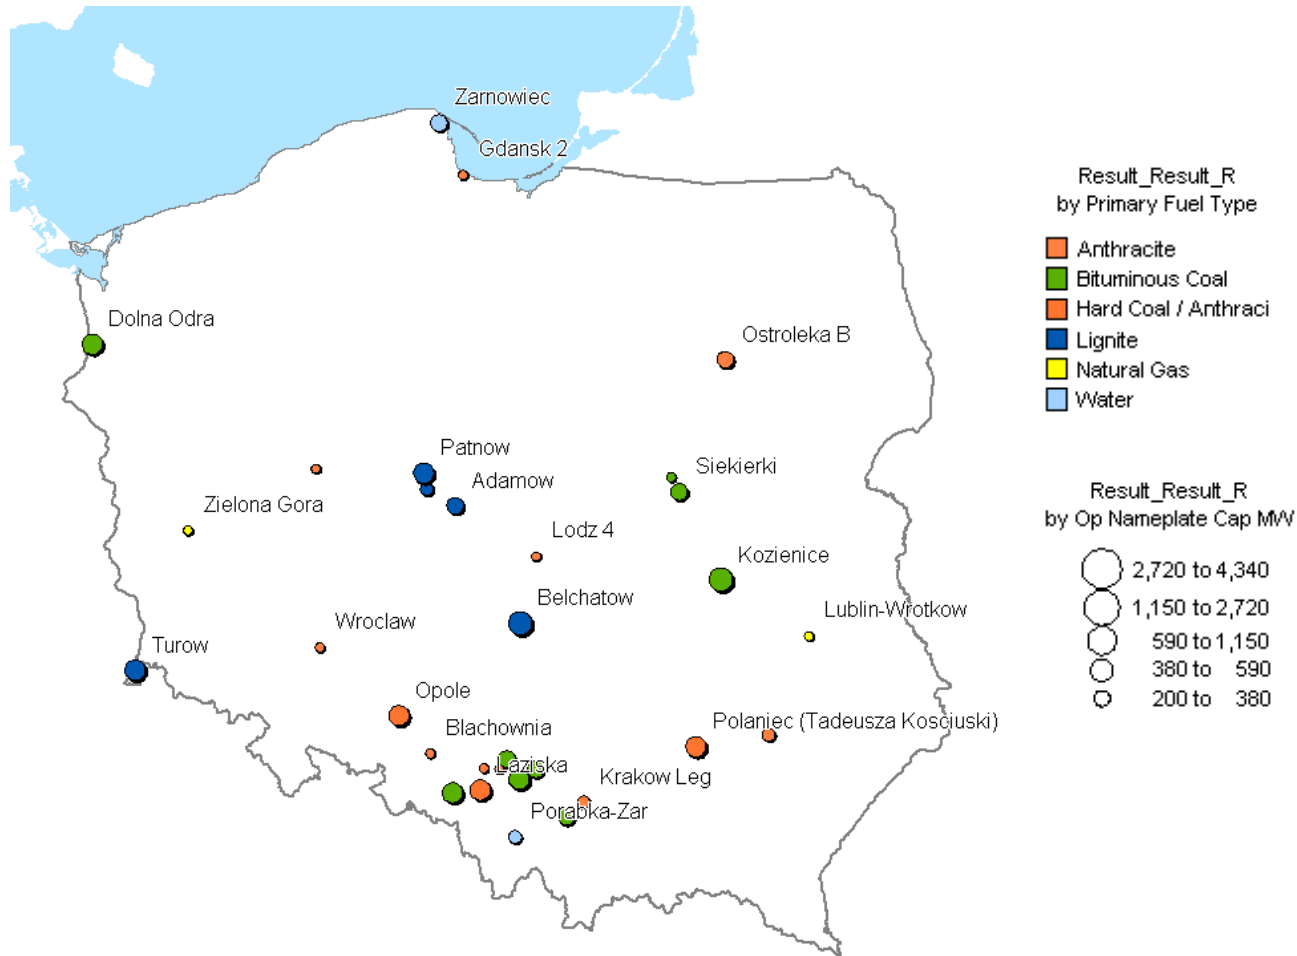 Zarnowiec
Gdansk 2
Result_Result_R
by Primary Fuel Type
Anthracite
Bituminous Coal
Hard Coal / Anthraci
Lignite
Natural Gas
Water
Dolna Odra
Ostroleka B
Patnow
Adamow
Siekierki
Zielona Gora
Lodz 4
Kozienice
Belchatow
Lublin-Wrotkow
Wroclaw
Turow
Opole
Blachownia
Polaniec (Tadeusza Kosciuski)
Laziska
Krakow Leg
Porabka-Zar
Result_Result_R
by Op Nameplate Cap MW
2,720 to 4,340
1,150 to 2,720
590 to 1,150
380 to 590
200 to 380